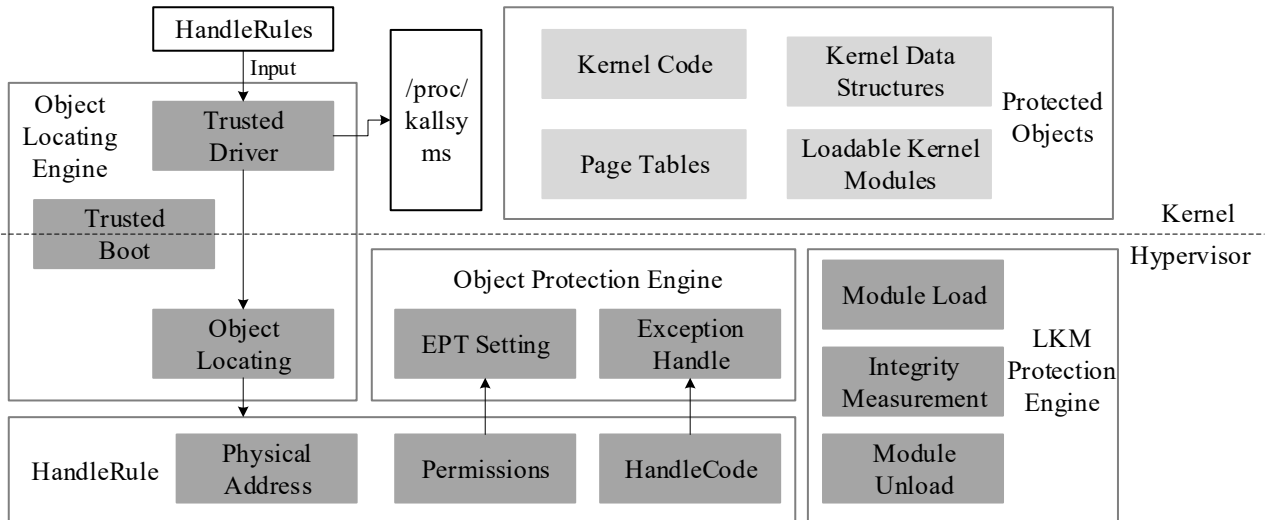 HandleRules
Input
Object
Locating
Engine
Trusted
Driver
/proc/
kallsy
ms
Kernel Code
Kernel Data
Structures
Page Tables
Loadable Kernel
Modules
Protected
Objects
Trusted
Boot
Kernel
Hypervisor
Object
Locating
Object Protection Engine
EPT Setting
Exception
Handle
Module Load
Integrity
Measurement
Module
Unload
LKM
Protection
Engine
HandleRule
Physical
Address
Permissions
HandleCode